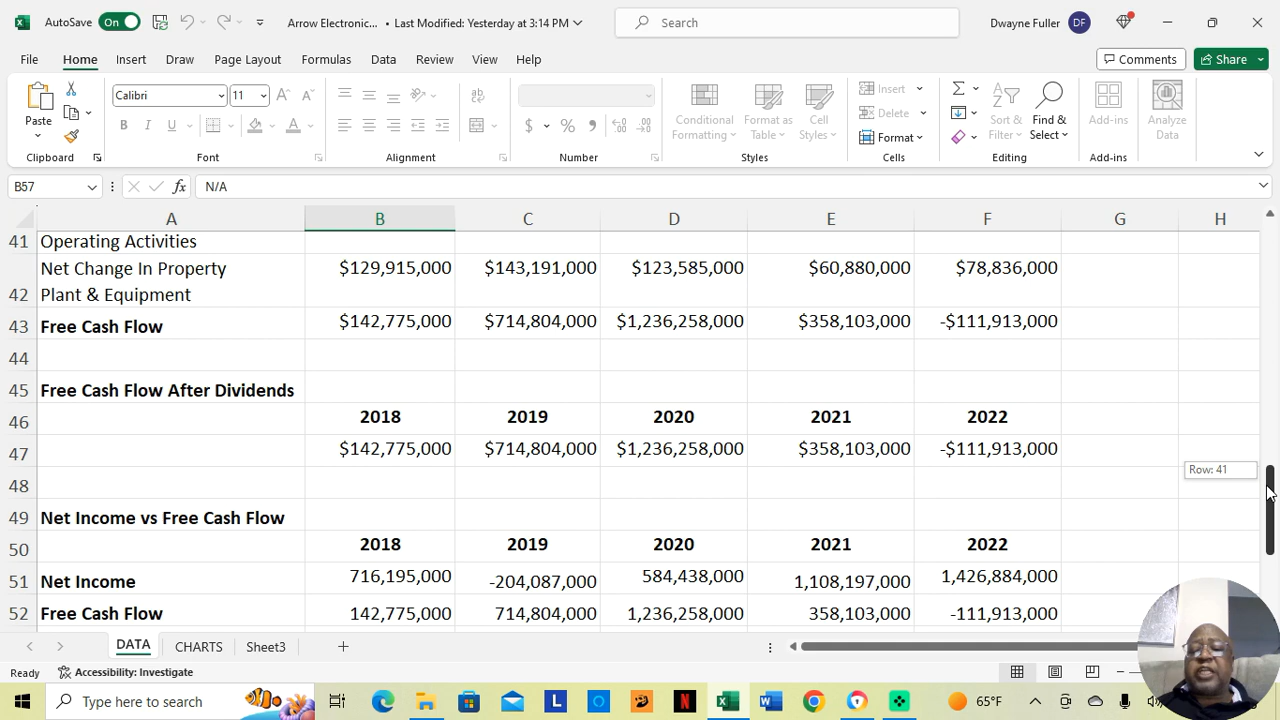 AutoSave On Arrow Electronic... • Last Modified: Yesterday at 3:14 PM Search Dwayne Fuller DF
File Home Insert Draw Page Layout Formulas Data Review View Help Comments Share
Paste Calibri 11 B I U $ % Conditional Formatting Formas Table Cell Styles Insert Delete Format Sort & Filter Find & Select Add-ins Analyze Data
Clipboard Font Alignment Number Styles Cells Editing Add-ins
B57 fx N/A
A B C D E F G H
41 Operating Activities
42 Net Change In Property Plant & Equipment $129,915,000 $143,191,000 $123,585,000 $60,880,000 $78,836,000
43 Free Cash Flow $142,775,000 $714,804,000 $1,236,258,000 $358,103,000 -$111,913,000
44
45 Free Cash Flow After Dividends
46 2018 2019 2020 2021 2022
47 $142,775,000 $714,804,000 $1,236,258,000 $358,103,000 -$111,913,000
Row: 41
48
49 Net Income vs Free Cash Flow
50 2018 2019 2020 2021 2022
51 Net Income 716,195,000 -204,087,000 584,438,000 1,108,197,000 1,426,884,000
52 Free Cash Flow 142,775,000 714,804,000 1,236,258,000 358,103,000 -111,913,000
DATA CHARTS Sheet3
Ready Accessibility: Investigate
Type here to search 65°F